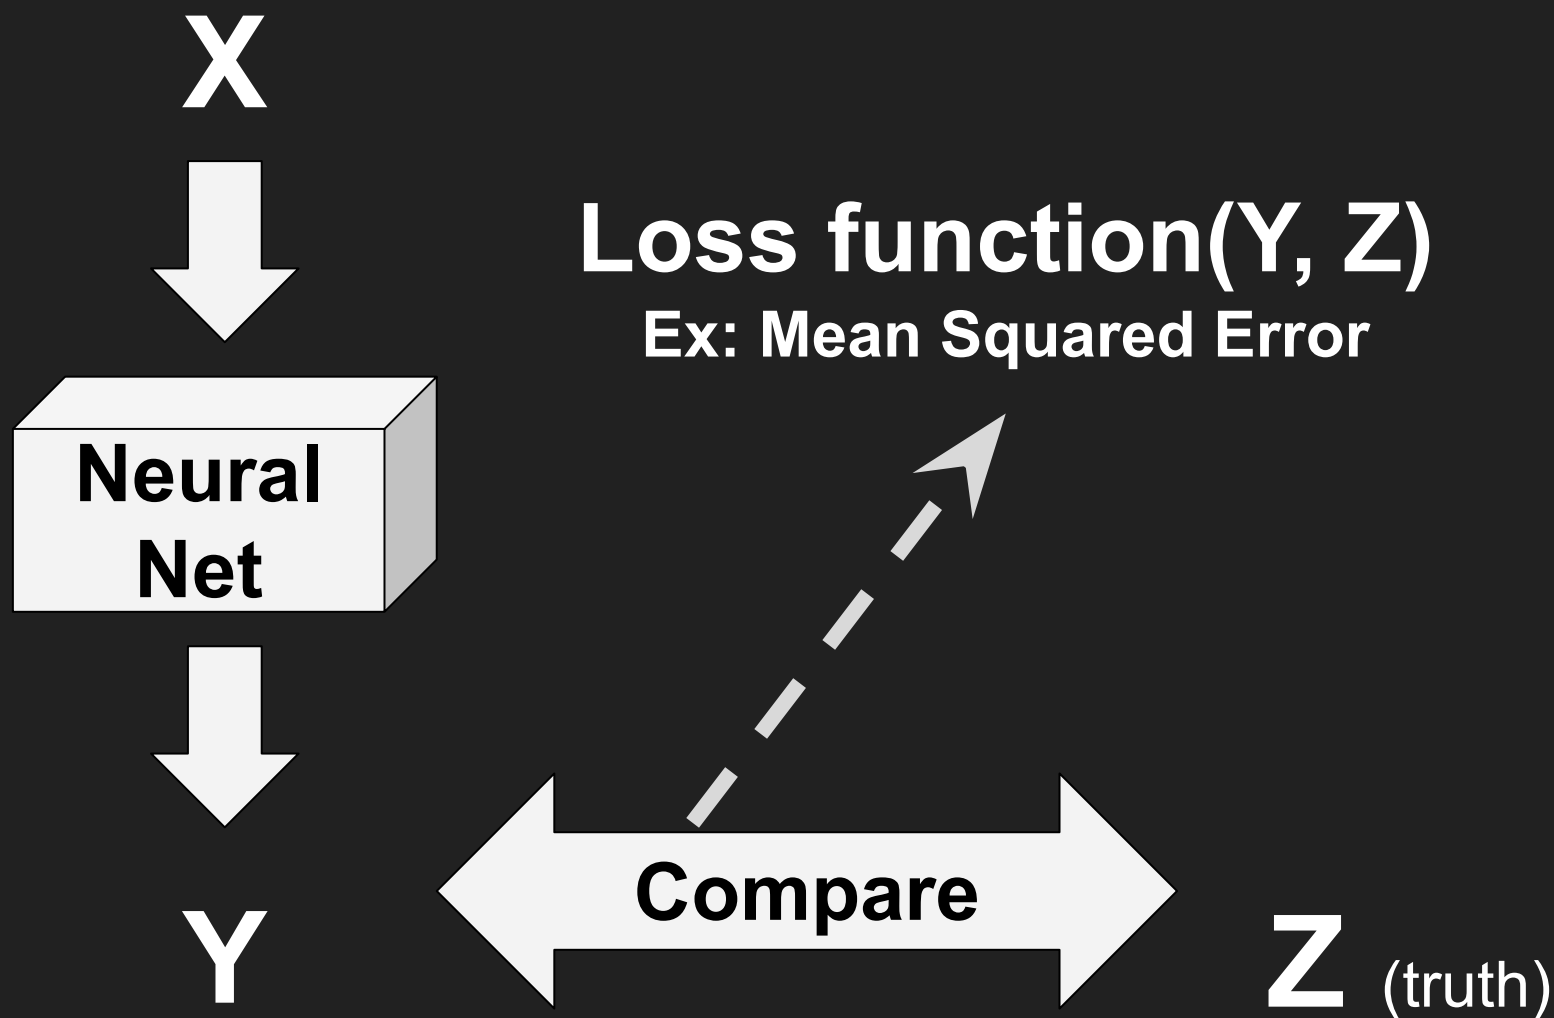 X
Loss function(Y, Z)
Ex: Mean Squared Error
Neural
Net
Compare
Y
Z (truth)